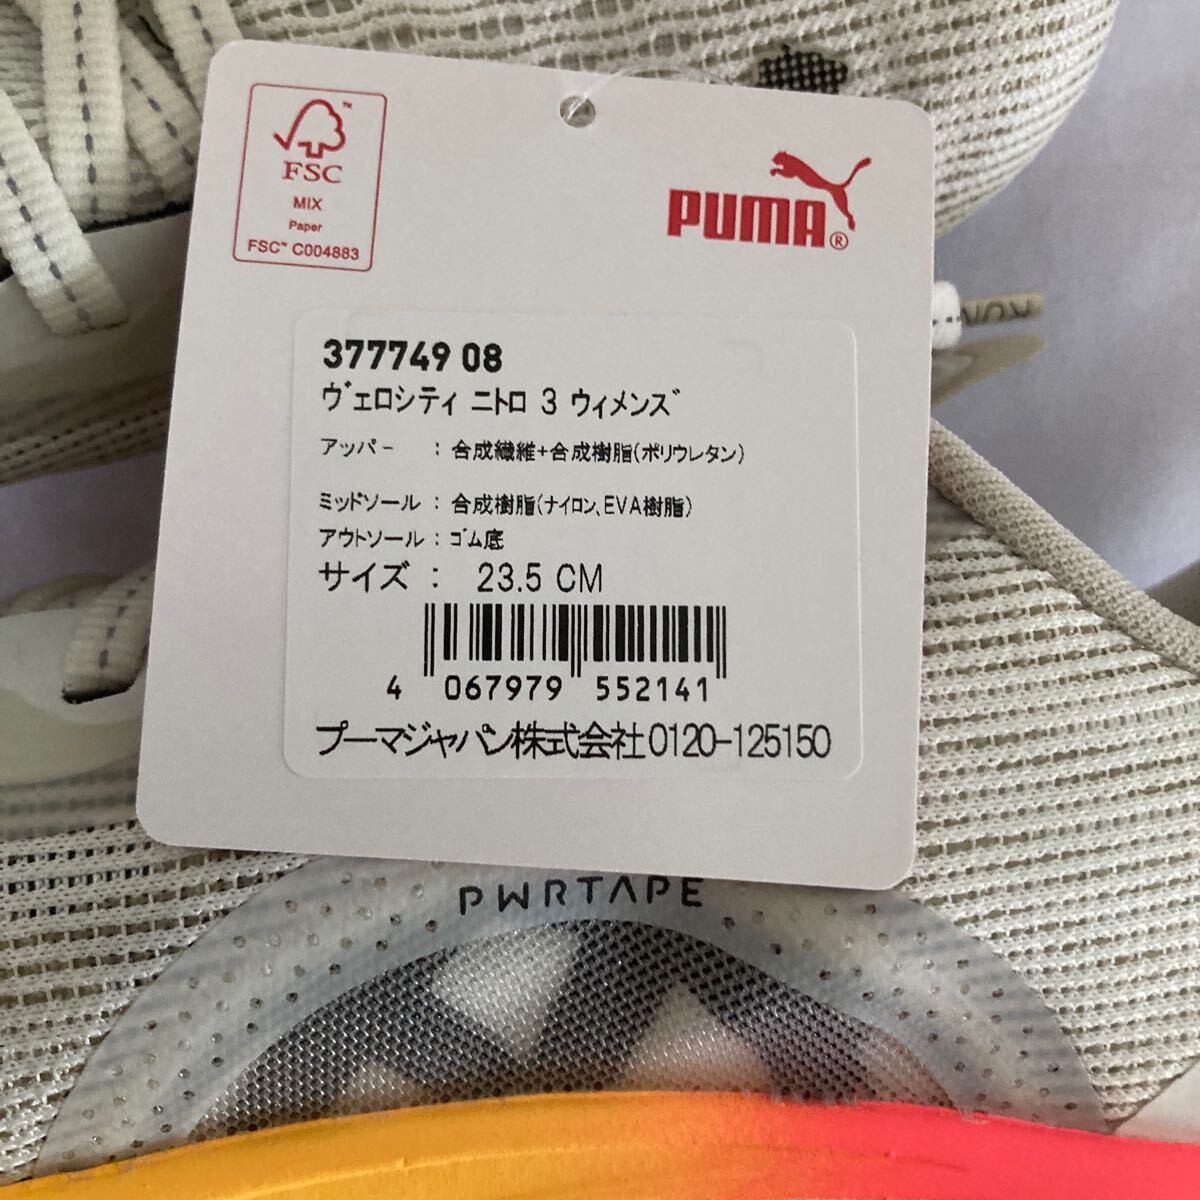 FSC™
MIX
Paper
FSC™ C004883
PUMA®
377749 08
ヴェロシティ ニトロ 3 ウィメンズ
アッパー : 合成繊維+合成樹脂(ポリウレタン)
ミッドソール : 合成樹脂(ナイロン、EVA樹脂)
アウトソール : ゴム底
サイズ : 23.5 CM
4 067979 552141
プーマジャパン株式会社0120-125150
PWRTAPE